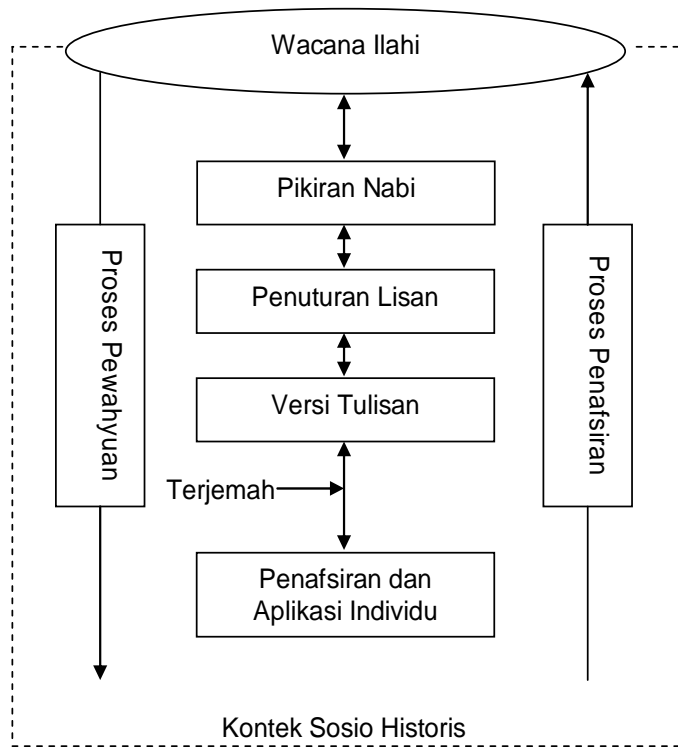 Wacana Ilahi
Pikiran Nabi
Proses Pewahyuan
Penuturan Lisan
Proses Penafsiran
Versi Tulisan
Terjemah
Penafsiran dan
Aplikasi Individu
Kontek Sosio Historis